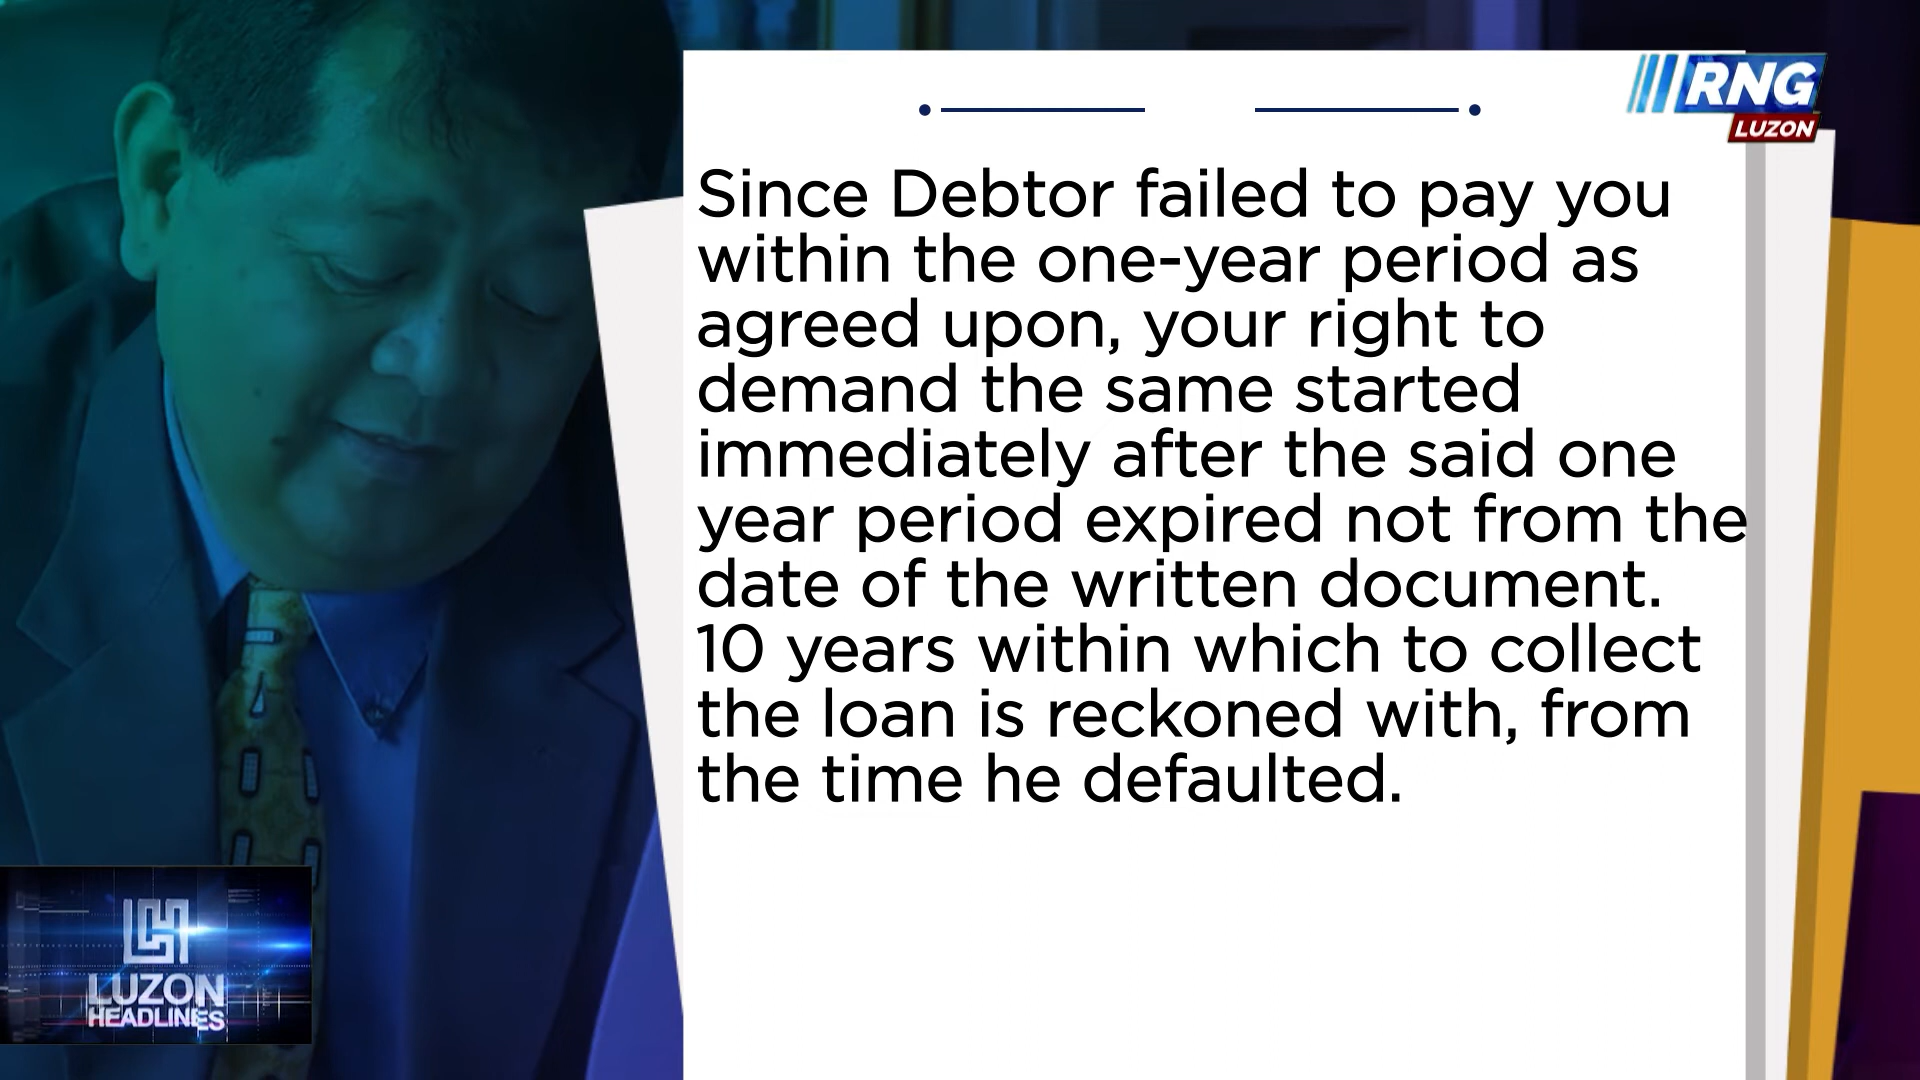 RNG
LUZON
Since Debtor failed to pay you
within the one-year period as
agreed upon, your right to
demand the same started
immediately after the said one
year period expired not from the
date of the written document.
10 years within which to collect
the loan is reckoned with, from
the time he defaulted.
LH
LUZON
HEADLINES